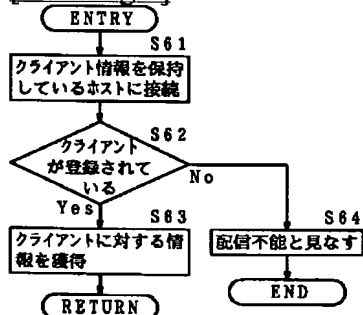 ENTRY
S61
クライアント情報を保持
しているホストに接続
S62
クライアント
が登録されて
いる
No
Yes
S63
クライアントに対する情
報を獲得
S64
配信不能と見なす
RETURN
END